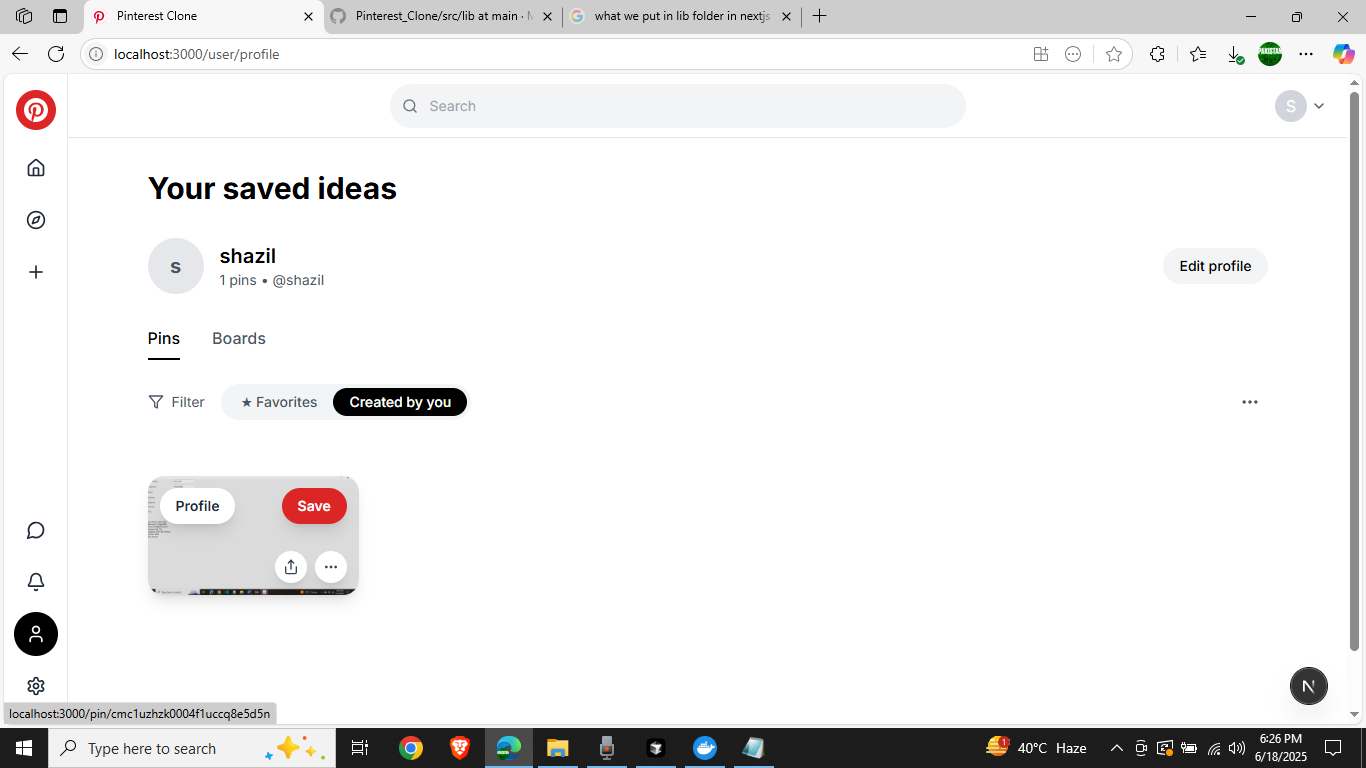 Pinterest Clone
Pinterest_Clone/src/lib at main ·
what we put in lib folder in nextjs
localhost:3000/user/profile
Search
S
Your saved ideas
s
shazil
1 pins • @shazil
Edit profile
Pins
Boards
Filter
★ Favorites
Created by you
Profile
Save
N
localhost:3000/pin/cmc1uzhzk0004f1uccq8e5d5n
Type here to search
1
40°C Haze
6:26 PM
6/18/2025